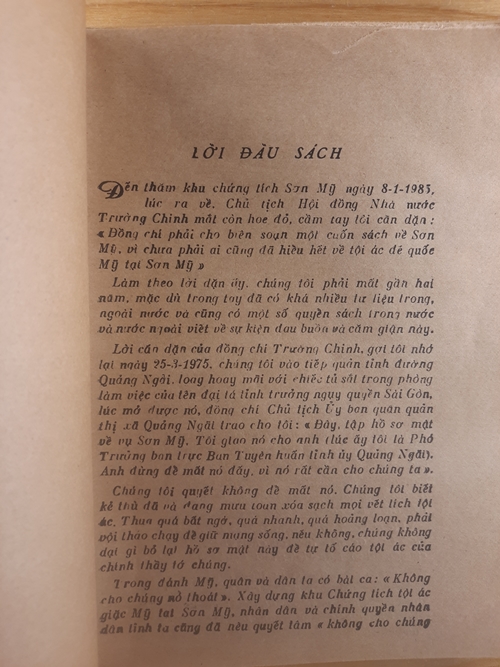 LỜI ĐẦU SÁCH
Đến thăm khu chứng tích Sơn Mỹ ngày 8-1-1985,
lúc ra về, Chủ tịch Hội đồng Nhà nước
Trường Chinh mắt còn hoe đỏ, cầm tay tôi căn dặn:
« Đồng chí phải cho biên soạn một cuốn sách về Sơn
Mỹ, vì chưa phải ai cũng đã hiểu hết về tội ác đế quốc
Mỹ tại Sơn Mỹ »
Làm theo lời dặn ấy, chúng tôi phải mất gần hai
năm, mặc dù trong tay đã có khá nhiều tư liệu trong,
ngoài nước và cũng có một số quyển sách trong nước
và nước ngoài viết về sự kiện đau buồn và căm giận này.
Lời căn dặn của đồng chí Trường Chinh, gợi tôi nhớ
lại ngày 25-3-1975, chúng tôi vào tiếp quản tỉnh đường
Quảng Ngãi, loay hoay mãi với chiếc tủ sắt trong phòng
làm việc của tên đại tá tỉnh trưởng ngụy quyền Sài Gòn,
lúc mở được nó, đồng chí Chủ tịch Ủy ban quân quản
thị xã Quảng Ngãi trao cho tôi: « Đây, tập hồ sơ mật
về vụ Sơn Mỹ. Tôi giao nó cho anh (lúc ấy tôi là Phó
Trưởng ban trực Ban Tuyên huấn tỉnh ủy Quảng Ngãi).
Anh đừng để mất nó đấy, vì nó rất cần cho chúng ta ».
Chúng tôi quyết không để mất nó. Chúng tôi biết
kẻ thù đã và đang mưu toan xóa sạch mọi vết tích tội
ác. Thua quá bất ngờ, quá nhanh, quá hoảng loạn, phải
vội tháo chạy để giữ mạng sống, nếu không, chúng không
dại gì bỏ lại hồ sơ mật này để tự tố cáo tội ác của
chính thầy tớ chúng.
Trong đánh Mỹ, quân và dân ta có bài ca: « Không
cho chúng nó thoát ». Xây dựng khu Chứng tích tội ác
giặc Mỹ tại Sơn Mỹ, nhân dân và chính quyền nhân
dân tỉnh ta cũng đã nêu quyết tâm « không cho chúng